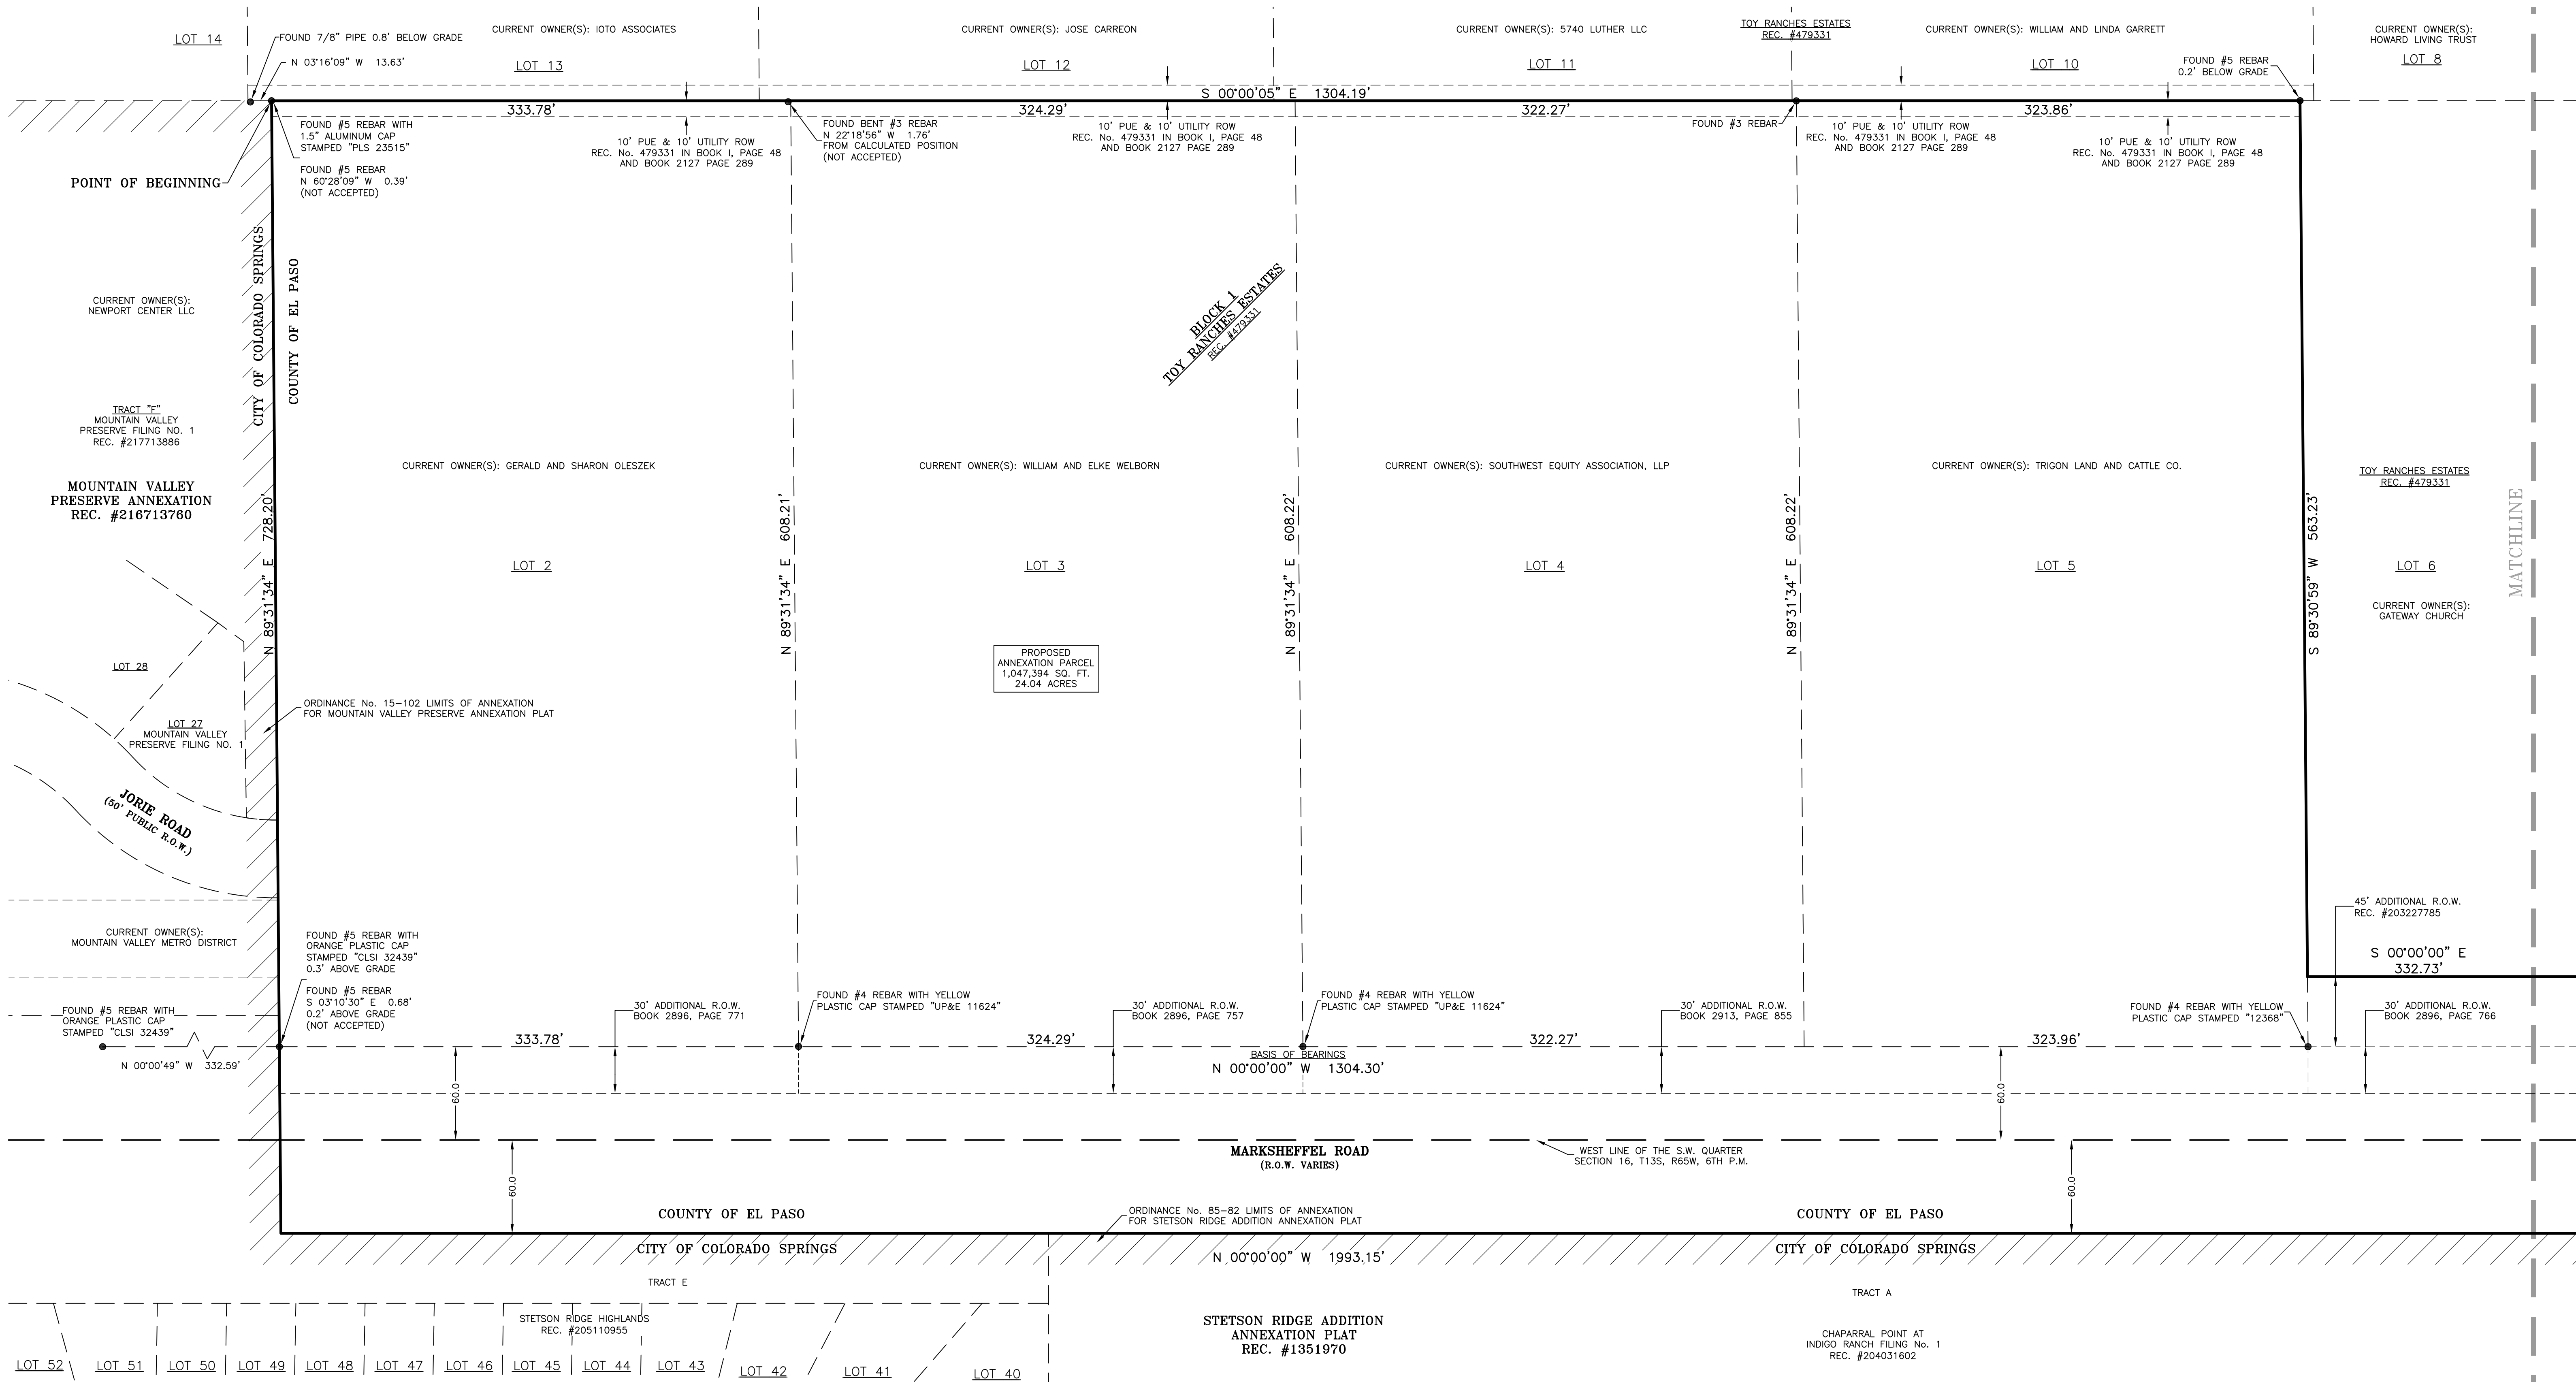 LOT 14
FOUND 7/8" PIPE 0.8' BELOW GRADE
N 03°16'09" W 13.63'
CURRENT OWNER(S): IOTO ASSOCIATES
LOT 13
CURRENT OWNER(S): JOSE CARREON
LOT 12
CURRENT OWNER(S): 5740 LUTHER LLC
LOT 11
TOY RANCHES ESTATES
REC. #479331
CURRENT OWNER(S): WILLIAM AND LINDA GARRETT
LOT 10
FOUND #5 REBAR
0.2' BELOW GRADE
CURRENT OWNER(S):
HOWARD LIVING TRUST
LOT 8
S 00°00'05" E 1304.19'
333.78'
324.29'
322.27'
323.86'
FOUND #5 REBAR WITH
1.5" ALUMINUM CAP
STAMPED "PLS 23515"
FOUND #5 REBAR
N 60°28'09" W 0.39'
(NOT ACCEPTED)
POINT OF BEGINNING
10' PUE & 10' UTILITY ROW
REC. No. 479331 IN BOOK I, PAGE 48
AND BOOK 2127 PAGE 289
FOUND BENT #3 REBAR
N 22°18'56" W 1.76'
FROM CALCULATED POSITION
(NOT ACCEPTED)
10' PUE & 10' UTILITY ROW
REC. No. 479331 IN BOOK I, PAGE 48
AND BOOK 2127 PAGE 289
FOUND #3 REBAR
10' PUE & 10' UTILITY ROW
REC. No. 479331 IN BOOK I, PAGE 48
AND BOOK 2127 PAGE 289
10' PUE & 10' UTILITY ROW
REC. No. 479331 IN BOOK I, PAGE 48
AND BOOK 2127 PAGE 289
CITY OF COLORADO SPRINGS
COUNTY OF EL PASO
BLOCK 1
TOY RANCHES ESTATES
REC. #479331
CURRENT OWNER(S):
NEWPORT CENTER LLC
TRACT "F"
MOUNTAIN VALLEY
PRESERVE FILING NO. 1
REC. #217713886
MOUNTAIN VALLEY
PRESERVE ANNEXATION
REC. #216713760
CURRENT OWNER(S): GERALD AND SHARON OLESZEK
CURRENT OWNER(S): WILLIAM AND ELKE WELBORN
CURRENT OWNER(S): SOUTHWEST EQUITY ASSOCIATION, LLP
CURRENT OWNER(S): TRIGON LAND AND CATTLE CO.
TOY RANCHES ESTATES
REC. #479331
N 89°31'34" E 728.20'
N 89°31'34" E 608.21'
N 89°31'34" E 608.22'
N 89°31'34" E 608.22'
S 89°30'59" W 563.23'
MATCHLINE
LOT 2
LOT 3
LOT 4
LOT 5
LOT 6
CURRENT OWNER(S):
GATEWAY CHURCH
PROPOSED
ANNEXATION PARCEL
1,047,394 SQ. FT.
24.04 ACRES
LOT 28
LOT 27
MOUNTAIN VALLEY
PRESERVE FILING NO. 1
ORDINANCE No. 15-102 LIMITS OF ANNEXATION
FOR MOUNTAIN VALLEY PRESERVE ANNEXATION PLAT
JORIE ROAD
(50' PUBLIC R.O.W.)
CURRENT OWNER(S):
MOUNTAIN VALLEY METRO DISTRICT
FOUND #5 REBAR WITH
ORANGE PLASTIC CAP
STAMPED "CLSI 32439"
0.3' ABOVE GRADE
FOUND #5 REBAR
S 03°10'30" E 0.68'
0.2' ABOVE GRADE
(NOT ACCEPTED)
FOUND #5 REBAR WITH
ORANGE PLASTIC CAP
STAMPED "CLSI 32439"
N 00°00'49" W 332.59'
30' ADDITIONAL R.O.W.
BOOK 2896, PAGE 771
FOUND #4 REBAR WITH YELLOW
PLASTIC CAP STAMPED "UP&E 11624"
30' ADDITIONAL R.O.W.
BOOK 2896, PAGE 757
FOUND #4 REBAR WITH YELLOW
PLASTIC CAP STAMPED "UP&E 11624"
30' ADDITIONAL R.O.W.
BOOK 2913, PAGE 855
FOUND #4 REBAR WITH YELLOW
PLASTIC CAP STAMPED "12368"
45' ADDITIONAL R.O.W.
REC. #203227785
S 00°00'00" E
332.73'
30' ADDITIONAL R.O.W.
BOOK 2896, PAGE 766
333.78'
324.29'
322.27'
323.96'
BASIS OF BEARINGS
N 00°00'00" W 1304.30'
60.0
60.0
MARKSHEFFEL ROAD
(R.O.W. VARIES)
WEST LINE OF THE S.W. QUARTER
SECTION 16, T13S, R65W, 6TH P.M.
60.0
60.0
COUNTY OF EL PASO
ORDINANCE No. 85-82 LIMITS OF ANNEXATION
FOR STETSON RIDGE ADDITION ANNEXATION PLAT
COUNTY OF EL PASO
CITY OF COLORADO SPRINGS
N 00°00'00" W 1993.15'
CITY OF COLORADO SPRINGS
TRACT E
TRACT A
STETSON RIDGE HIGHLANDS
REC. #205110955
STETSON RIDGE ADDITION
ANNEXATION PLAT
REC. #1351970
CHAPARRAL POINT AT
INDIGO RANCH FILING No. 1
REC. #204031602
LOT 52
LOT 51
LOT 50
LOT 49
LOT 48
LOT 47
LOT 46
LOT 45
LOT 44
LOT 43
LOT 42
LOT 41
LOT 40